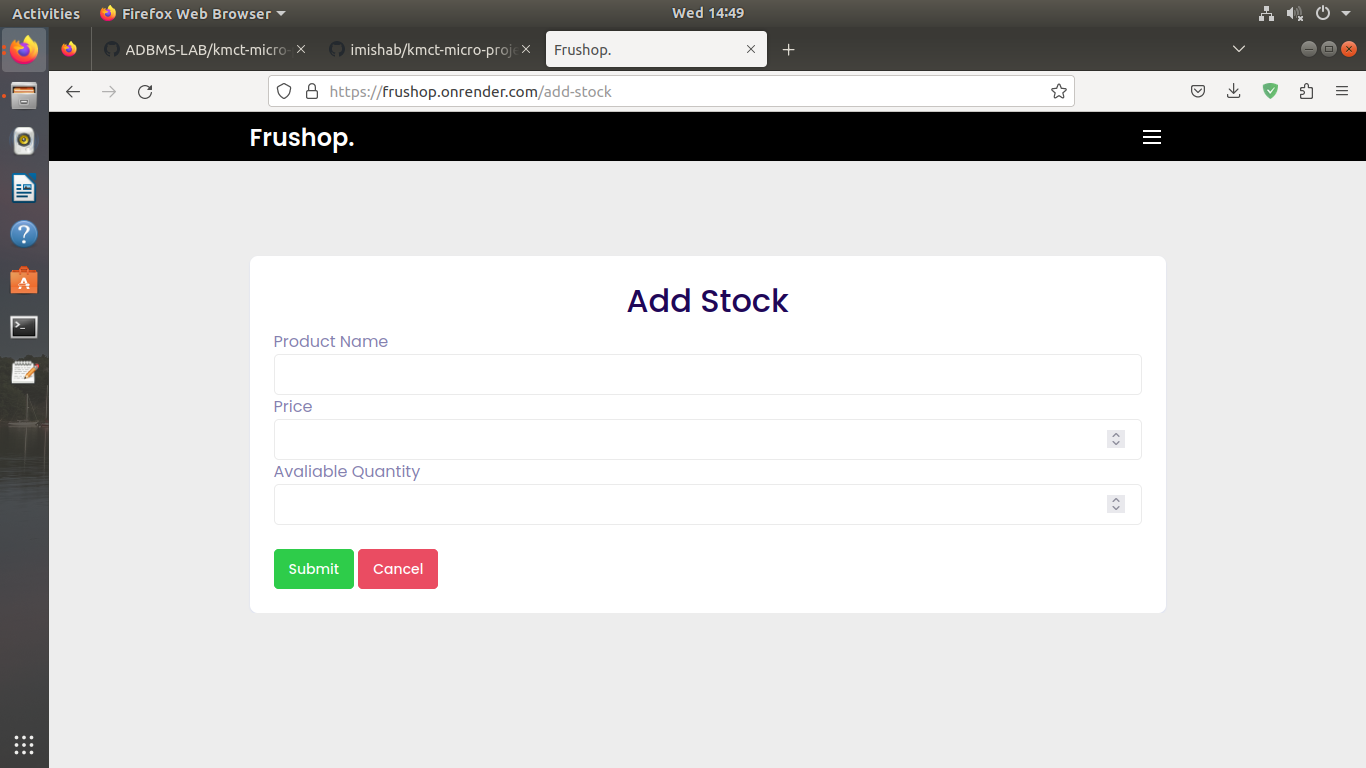 Activities Firefox Web Browser Wed 14:49
ADBMS-LAB/kmct-micro- imishab/kmct-micro-proje Frushop.
https://frushop.onrender.com/add-stock
Frushop.
Add Stock
Product Name
Price
Avaliable Quantity
Submit Cancel